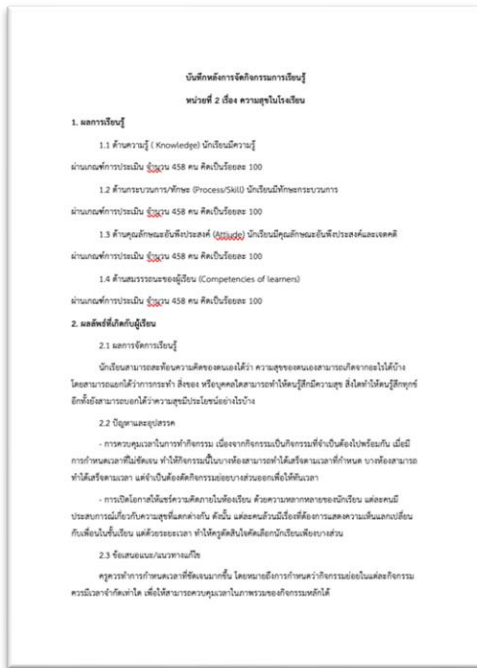 บันทึกหลังการจัดกิจกรรมการเรียนรู้
หน่วยที่ 2 เรื่อง ความสุขในโรงเรียน
1. ผลการเรียนรู้
1.1 ด้านความรู้ ( Knowledge) นักเรียนมีความรู้
ผ่านเกณฑ์การประเมิน จำนวน 458 คน คิดเป็นร้อยละ 100
1.2 ด้านกระบวนการ/ทักษะ (Process/Skill) นักเรียนมีทักษะกระบวนการ
ผ่านเกณฑ์การประเมิน จำนวน 458 คน คิดเป็นร้อยละ 100
1.3 ด้านคุณลักษณะอันพึงประสงค์ (Attiude) นักเรียนมีคุณลักษณะอันพึงประสงค์และเจตคติ
ผ่านเกณฑ์การประเมิน จำนวน 458 คน คิดเป็นร้อยละ 100
1.4 ด้านสมรรถนะของผู้เรียน (Competencies of learners)
ผ่านเกณฑ์การประเมิน จำนวน 458 คน คิดเป็นร้อยละ 100
2. ผลลัพธ์ที่เกิดกับผู้เรียน
2.1 ผลการจัดการเรียนรู้
นักเรียนสามารถสะท้อนความคิดของตนเองได้ว่า ความสุขของตนเองสามารถเกิดจากอะไรได้บ้าง
โดยสามารถแยกได้ว่าการกระทำ สิ่งของ หรือบุคคลใดสามารถทำให้ตนรู้สึกมีความสุข สิ่งใดทำให้ตนรู้สึกทุกข์
อีกทั้งยังสามารถบอกได้ว่าความสุขมีประโยชน์อย่างไรบ้าง
2.2 ปัญหาและอุปสรรค
- การควบคุมเวลาในการทำกิจกรรม เนื่องจากกิจกรรมเป็นกิจกรรมที่จำเป็นต้องไปพร้อมกัน เมื่อมี
การกำหนดเวลาที่ไม่ชัดเจน ทำให้กิจกรรมนี้ในบางห้องสามารถทำได้เสร็จตามเวลาที่กำหนด บางห้องสามารถ
ทำได้เสร็จตามเวลา แต่จำเป็นต้องตัดกิจกรรมย่อยบางส่วนออกเพื่อให้ทันเวลา
- การเปิดโอกาสให้แชร์ความคิดภายในห้องเรียน ด้วยความหลากหลายของนักเรียน แต่ละคนมี
ประสบการณ์เกี่ยวกับความสุขที่แตกต่างกัน ดังนั้น แต่ละคนล้วนมีเรื่องที่ต้องการแสดงความเห็นแลกเปลี่ยน
กับเพื่อนในชั้นเรียน แต่ด้วยระยะเวลา ทำให้ครูตัดสินใจคัดเลือกนักเรียนเพียงบางส่วน
2.3 ข้อเสนอแนะ/แนวทางแก้ไข
ครูควรทำการกำหนดเวลาที่ชัดเจนมากขึ้น โดยหมายถึงการกำหนดว่ากิจกรรมย่อยในแต่ละกิจกรรม
ควรมีเวลาจำกัดเท่าใด เพื่อให้สามารถควบคุมเวลาในภาพรวมของกิจกรรมหลักได้